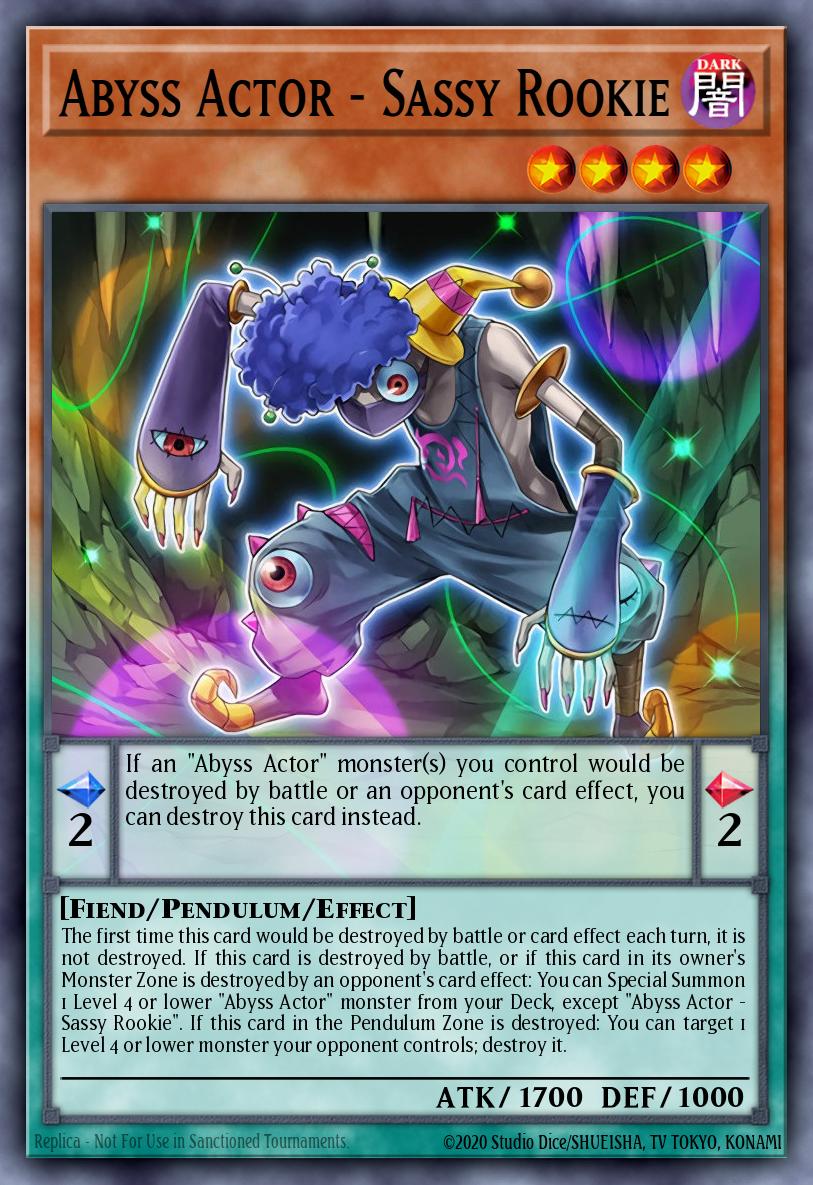 Abyss Actor - Sassy Rookie
DARK
闇
If an "Abyss Actor" monster(s) you control would be
destroyed by battle or an opponent's card effect, you
can destroy this card instead.
2
2
[Fiend/Pendulum/Effect]
The first time this card would be destroyed by battle or card effect each turn, it is
not destroyed. If this card is destroyed by battle, or if this card in its owner's
Monster Zone is destroyed by an opponent's card effect: You can Special Summon
1 Level 4 or lower "Abyss Actor" monster from your Deck, except "Abyss Actor -
Sassy Rookie". If this card in the Pendulum Zone is destroyed: You can target 1
Level 4 or lower monster your opponent controls; destroy it.
ATK/ 1700 DEF/ 1000
Replica - Not For Use in Sanctioned Tournaments.
©2020 Studio Dice/SHUEISHA, TV TOKYO, KONAMI